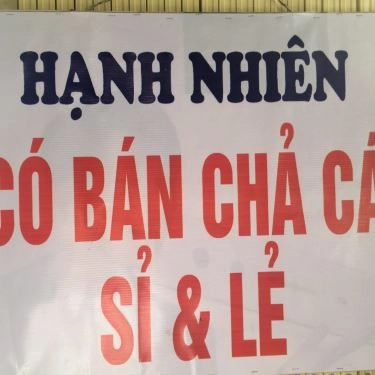 HẠNH NHIÊN
CÓ BÁN CHẢ CÁ
SỈ & LẺ